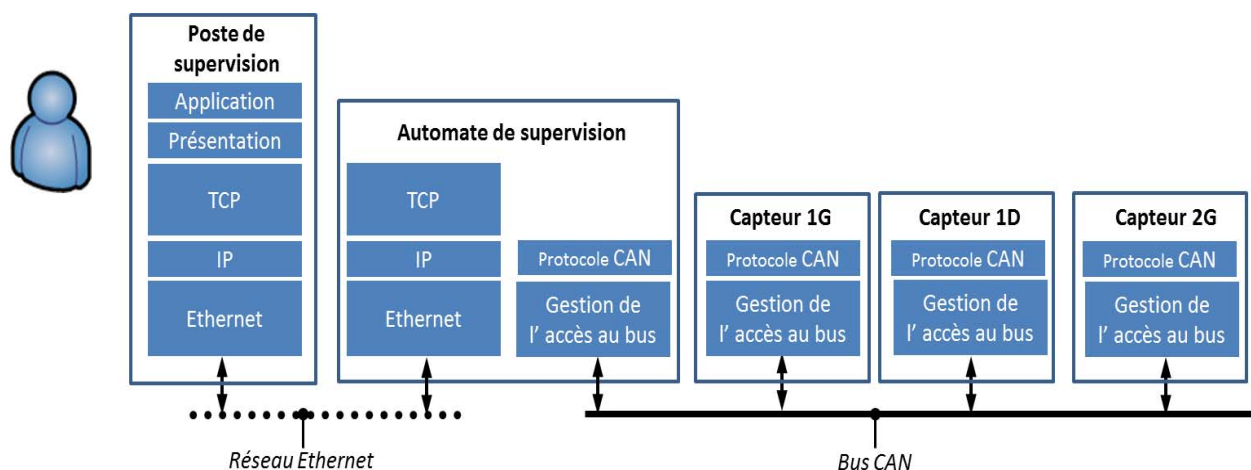 Poste de
supervision
Application
Présentation
TCP
IP
Ethernet
Automate de supervision
TCP
IP
Ethernet
Protocole CAN
Gestion de
l’ accès au bus
Capteur 1G
Protocole CAN
Gestion de
l’ accès au bus
Capteur 1D
Protocole CAN
Gestion de
l’ accès au bus
Capteur 2G
Protocole CAN
Gestion de
l’ accès au bus
Réseau Ethernet
Bus CAN